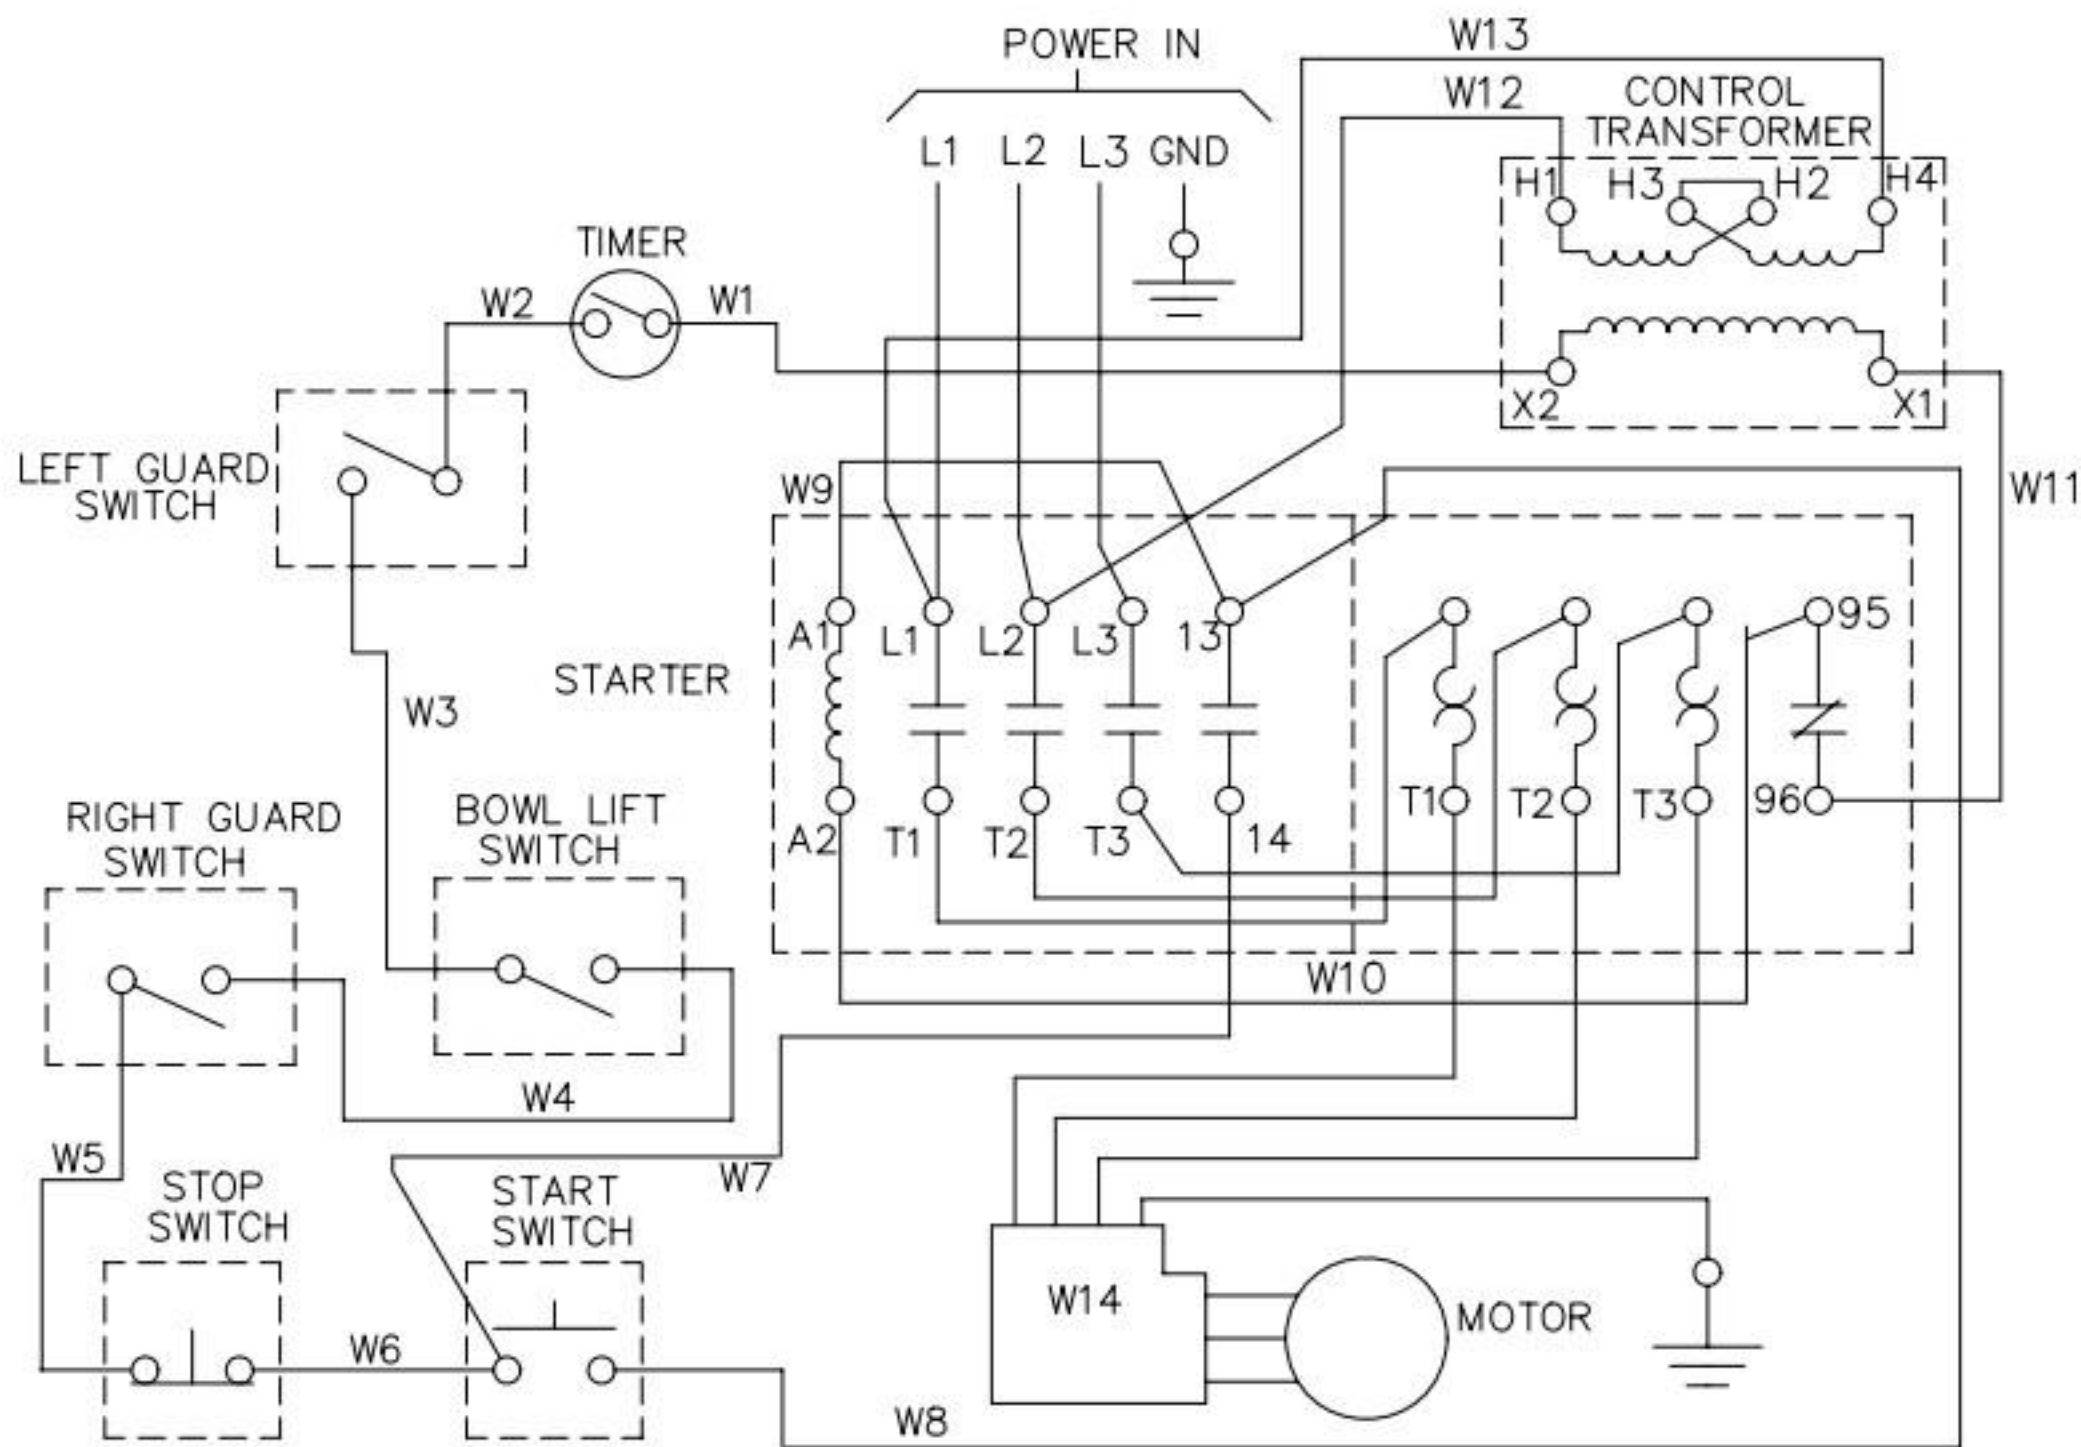 POWER IN
W13
W12
CONTROL
TRANSFORMER
L1 L2 L3 GND
H1 H3 H2 H4
TIMER
W2
W1
X2
X1
LEFT GUARD
SWITCH
W9
W11
A1
L1
L2
L3
13
95
STARTER
W3
RIGHT GUARD
SWITCH
BOWL LIFT
SWITCH
A2
T1
T2
T3
14
T1
T2
T3
96
W10
W4
W5
W7
STOP
SWITCH
START
SWITCH
W6
W14
MOTOR
W8